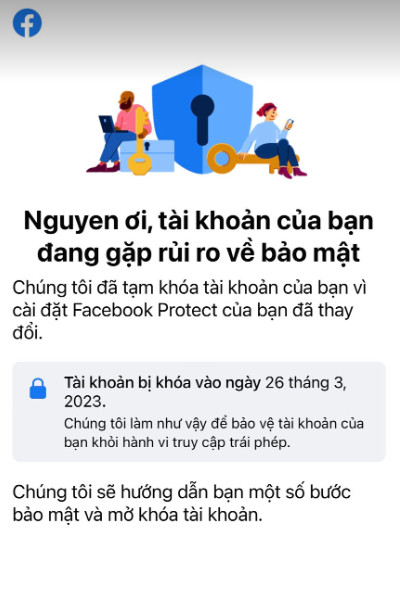 Nguyen ơi, tài khoản của bạn
đang gặp rủi ro về bảo mật
Chúng tôi đã tạm khóa tài khoản của bạn vì
cài đặt Facebook Protect của bạn đã thay
đổi.
Tài khoản bị khóa vào ngày 26 tháng 3,
2023.
Chúng tôi làm như vậy để bảo vệ tài khoản của
bạn khỏi hành vi truy cập trái phép.
Chúng tôi sẽ hướng dẫn bạn một số bước
bảo mật và mở khóa tài khoản.